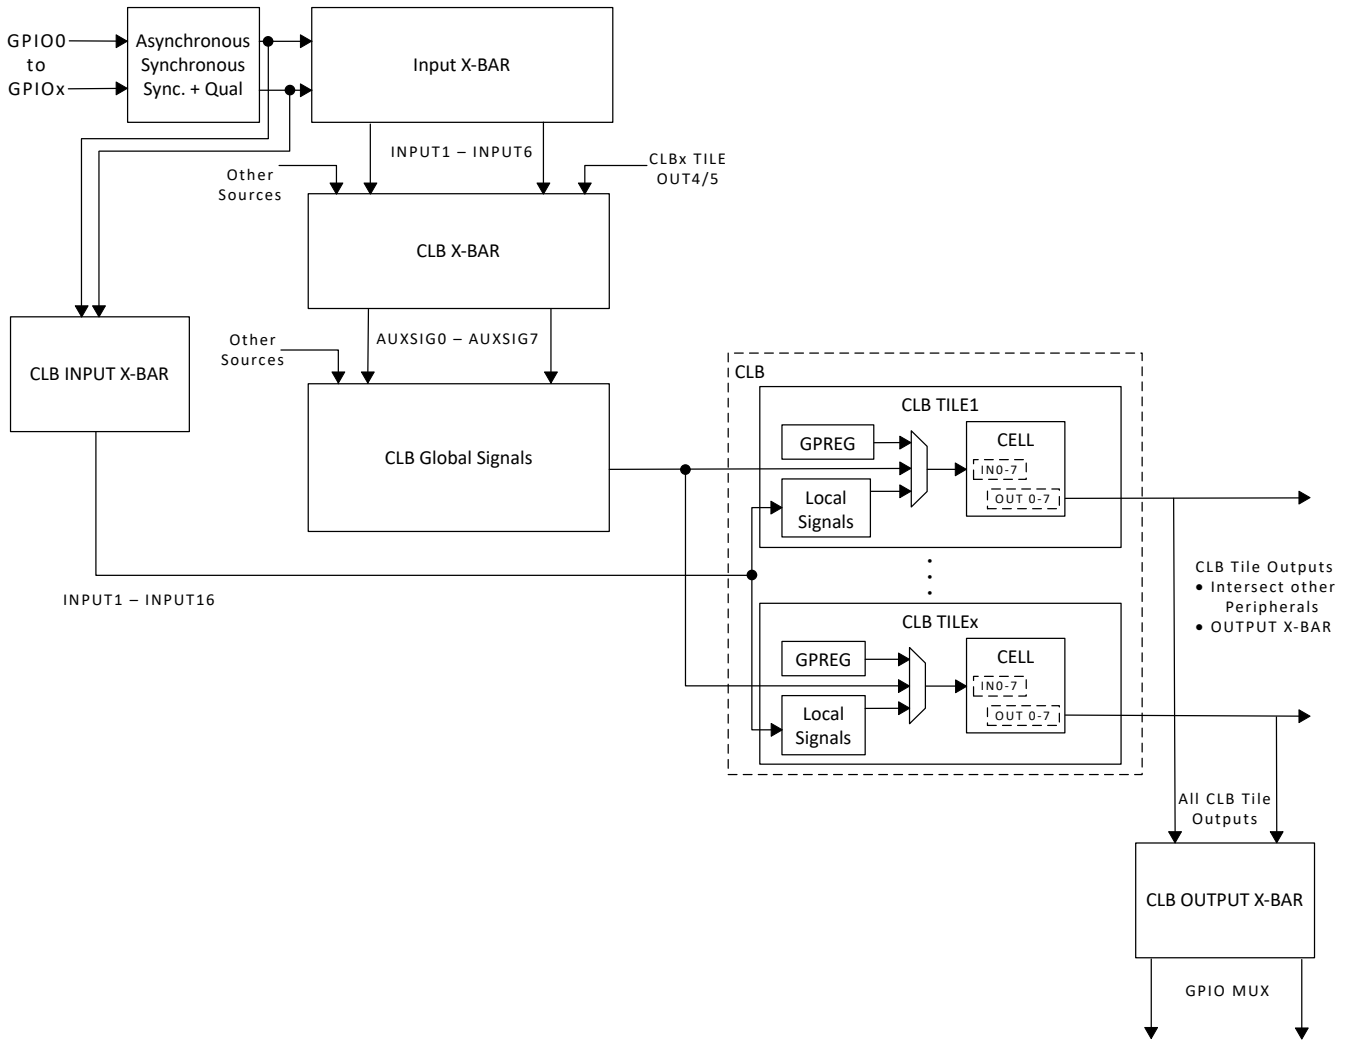 GPIO0
to
GPIOx
Asynchronous
Synchronous
Sync. + Qual
Input X-BAR
INPUT1 – INPUT6
Other
Sources
CLBx TILE
OUT4/5
CLB X-BAR
AUXSIG0 – AUXSIG7
Other
Sources
CLB INPUT X-BAR
CLB Global Signals
INPUT1 – INPUT16
CLB
CLB TILE1
GPREG
Local
Signals
CELL
IN0-7
OUT 0-7
CLB TILEx
GPREG
Local
Signals
CELL
IN0-7
OUT 0-7
CLB Tile Outputs
• Intersect other
Peripherals
• OUTPUT X-BAR
All CLB Tile
Outputs
CLB OUTPUT X-BAR
GPIO MUX